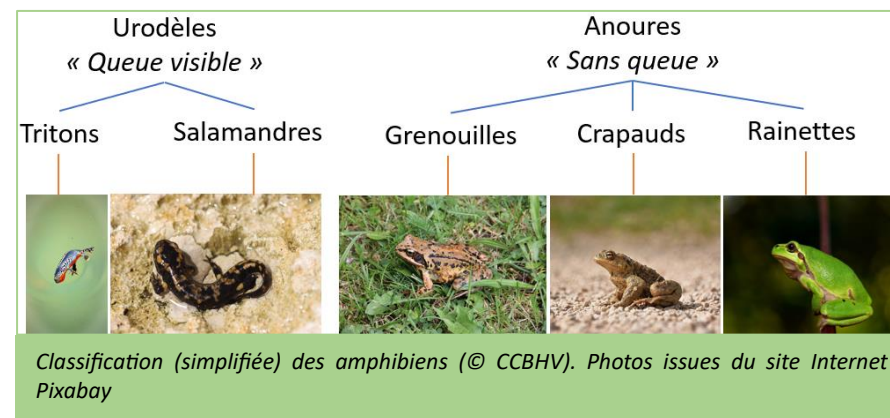 Urodèles
« Queue visible »
Anoures
« Sans queue »
Tritons
Salamandres
Grenouilles
Crapauds
Rainettes
Classification (simplifiée) des amphibiens (© CCBHV). Photos issues du site Internet
Pixabay